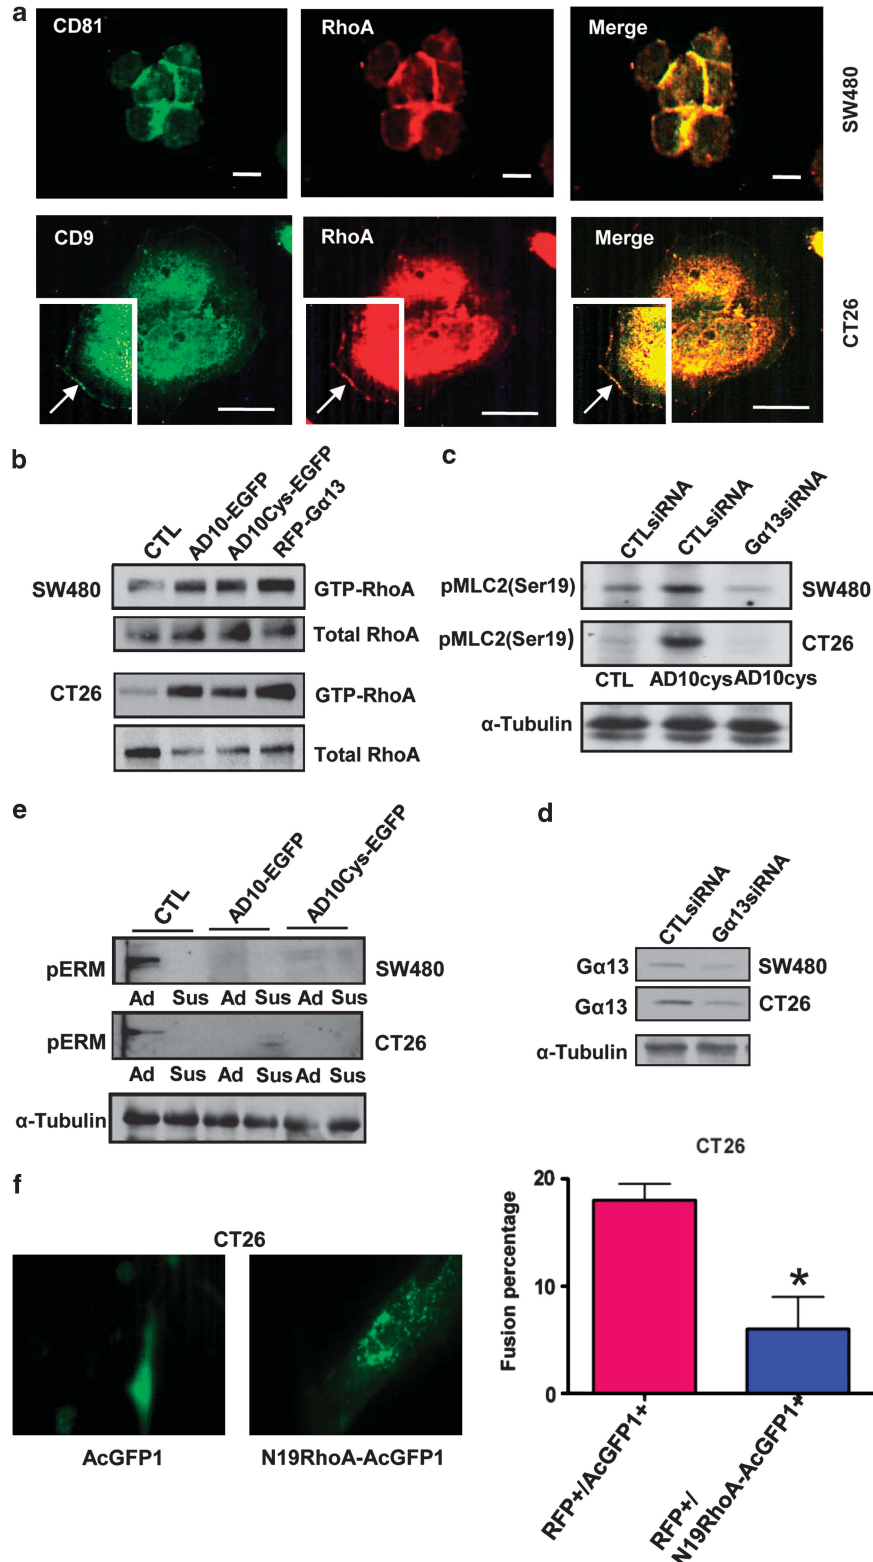 a
CD81
RhoA
Merge
SW480
CD9
RhoA
Merge
CT26
b
CTL
AD10-EGFP
AD10Cys-EGFP
RFP-Gα13
SW480
GTP-RhoA
Total RhoA
CT26
GTP-RhoA
Total RhoA
c
CTLsiRNA
CTLsiRNA
Gα13siRNA
pMLC2(Ser19)
SW480
pMLC2(Ser19)
CT26
CTL AD10cys AD10cys
α-Tubulin
e
CTL
AD10-EGFP
AD10Cys-EGFP
pERM
SW480
Ad Sus Ad Sus Ad Sus
pERM
CT26
Ad Sus Ad Sus Ad Sus
α-Tubulin
d
CTLsiRNA
Gα13siRNA
Gα13
SW480
Gα13
CT26
α-Tubulin
f
CT26
AcGFP1
N19RhoA-AcGFP1
CT26
Fusion percentage
20
10
0
*
RFP+/AcGFP1+
RFP+/
N19RhoA-AcGFP1+